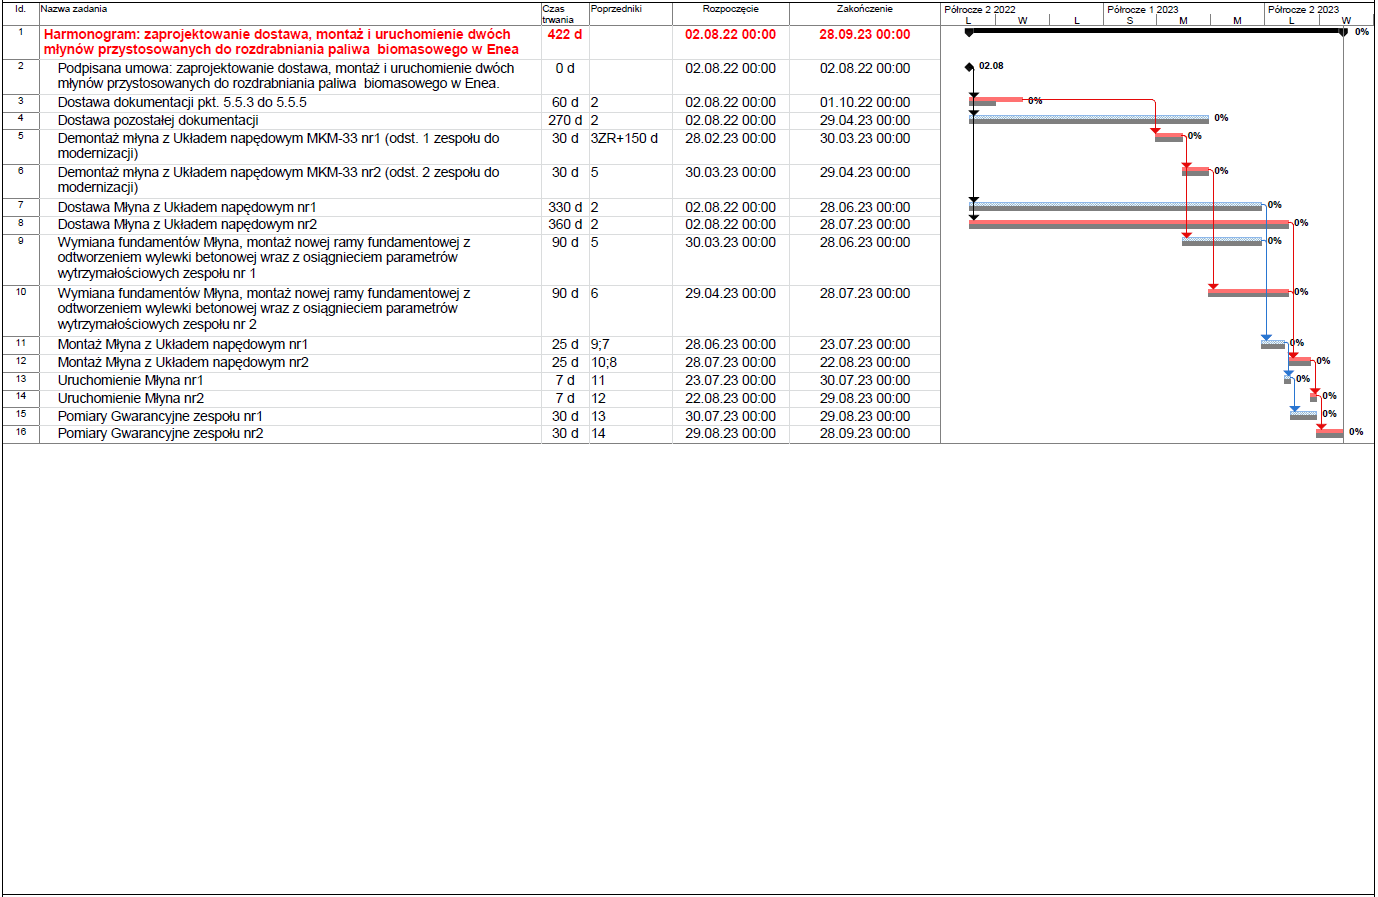 Id. Nazwa zadania Czas trwania Poprzedniki Rozpoczęcie Zakończenie Półrocze 2 2022 Półrocze 1 2023 Półrocze 2 2023
L W L S M M L W
1 Harmonogram: zaprojektowanie dostawa, montaż i uruchomienie dwóch 422 d 02.08.22 00:00 28.09.23 00:00 0%
młynów przystosowanych do rozdrabniania paliwa biomasowego w Enea
2 Podpisana umowa: zaprojektowanie dostawa, montaż i uruchomienie dwóch 0 d 02.08.22 00:00 02.08.22 00:00 02.08
młynów przystosowanych do rozdrabniania paliwa biomasowego w Enea.
3 Dostawa dokumentacji pkt. 5.5.3 do 5.5.5 60 d 2 02.08.22 00:00 01.10.22 00:00 0%
4 Dostawa pozostałej dokumentacji 270 d 2 02.08.22 00:00 29.04.23 00:00 0%
5 Demontaż młyna z Układem napędowym MKM-33 nr1 (odst. 1 zespołu do 30 d 3ZR+150 d 28.02.23 00:00 30.03.23 00:00 0%
modernizacji)
6 Demontaż młyna z Układem napędowym MKM-33 nr2 (odst. 2 zespołu do 30 d 5 30.03.23 00:00 29.04.23 00:00 0%
modernizacji)
7 Dostawa Młyna z Układem napędowym nr1 330 d 2 02.08.22 00:00 28.06.23 00:00 0%
8 Dostawa Młyna z Układem napędowym nr2 360 d 2 02.08.22 00:00 28.07.23 00:00 0%
9 Wymiana fundamentów Młyna, montaż nowej ramy fundamentowej z 90 d 5 30.03.23 00:00 28.06.23 00:00 0%
odtworzeniem wylewki betonowej wraz z osiągnieciem parametrów
wytrzymałościowych zespołu nr 1
10 Wymiana fundamentów Młyna, montaż nowej ramy fundamentowej z 90 d 6 29.04.23 00:00 28.07.23 00:00 0%
odtworzeniem wylewki betonowej wraz z osiągnieciem parametrów
wytrzymałościowych zespołu nr 2
11 Montaż Młyna z Układem napędowym nr1 25 d 9;7 28.06.23 00:00 23.07.23 00:00 0%
12 Montaż Młyna z Układem napędowym nr2 25 d 10;8 28.07.23 00:00 22.08.23 00:00 0%
13 Uruchomienie Młyna nr1 7 d 11 23.07.23 00:00 30.07.23 00:00 0%
14 Uruchomienie Młyna nr2 7 d 12 22.08.23 00:00 29.08.23 00:00 0%
15 Pomiary Gwarancyjne zespołu nr1 30 d 13 30.07.23 00:00 29.08.23 00:00 0%
16 Pomiary Gwarancyjne zespołu nr2 30 d 14 29.08.23 00:00 28.09.23 00:00 0%